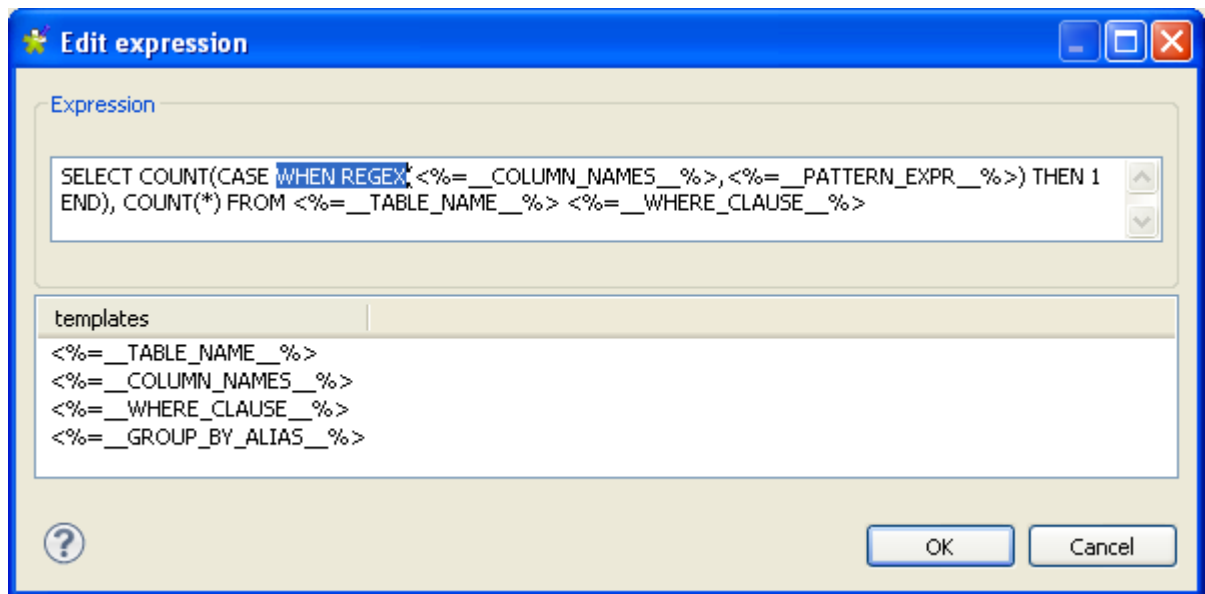 Edit expression
Expression
SELECT COUNT(CASE WHEN REGEX(<%=__COLUMN_NAMES__%>,<%=__PATTERN_EXPR__%>) THEN 1
END), COUNT(*) FROM <%=__TABLE_NAME__%> <%=__WHERE_CLAUSE__%>
templates
<%=__TABLE_NAME__%>
<%=__COLUMN_NAMES__%>
<%=__WHERE_CLAUSE__%>
<%=__GROUP_BY_ALIAS__%>
?
OK Cancel